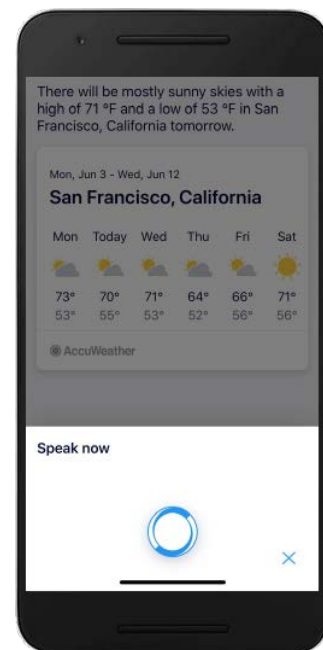 There will be mostly sunny skies with a
high of 71 °F and a low of 53 °F in San
Francisco, California tomorrow.
Mon, Jun 3 - Wed, Jun 12
San Francisco, California
Mon Today Wed Thu Fri Sat
73° 70° 71° 64° 66° 71°
53° 55° 53° 52° 56° 56°
AccuWeather
Speak now